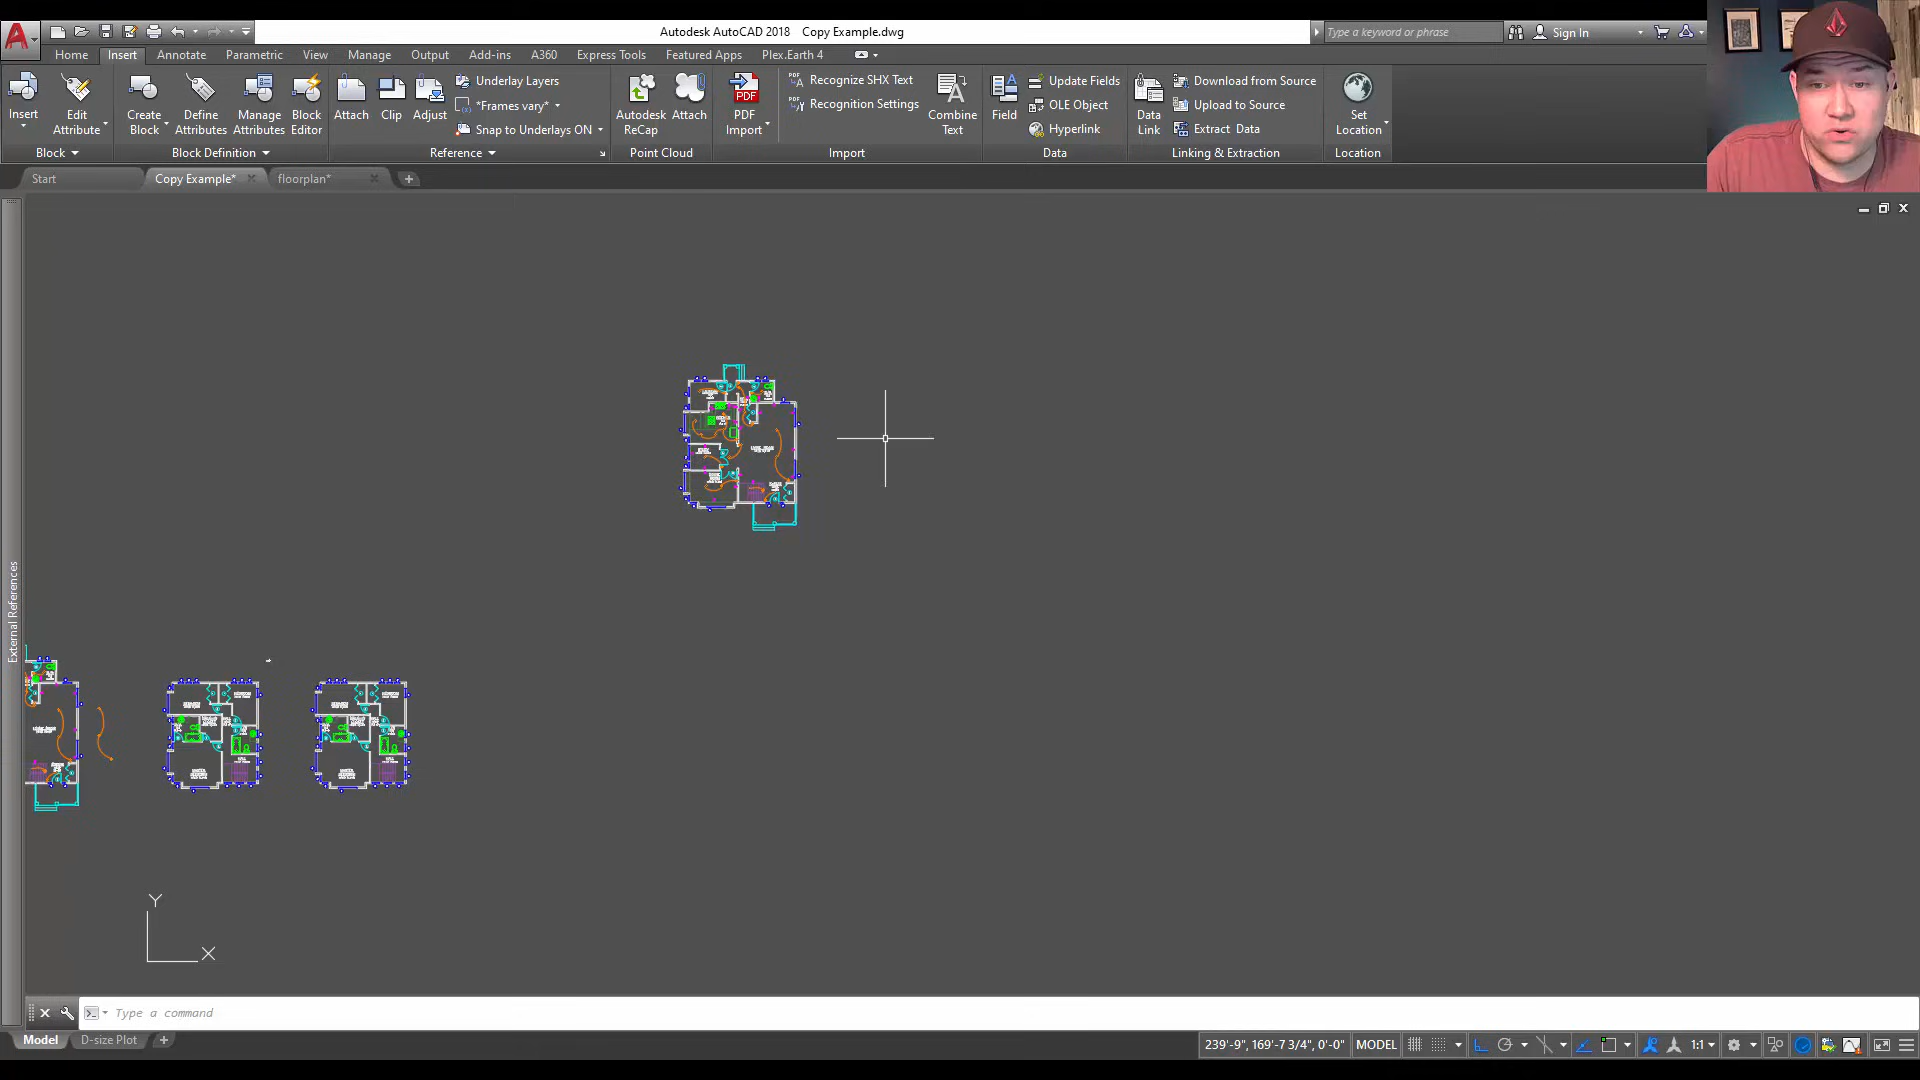 Autodesk AutoCAD 2018 Copy Example.dwg
Type a keyword or phrase
Sign In
Home Insert Annotate Parametric View Manage Output Add-ins A360 Express Tools Featured Apps Plex.Earth 4
Insert
Edit Attribute
Block
Create Block
Define Attributes
Manage Attributes
Block Editor
Block Definition
Attach
Clip
Adjust
Underlay Layers
*Frames vary*
Snap to Underlays ON
Reference
Autodesk ReCap
Attach
Point Cloud
PDF
PDF Import
Recognize SHX Text
Recognition Settings
Combine Text
Import
Field
Update Fields
OLE Object
Hyperlink
Data
Data Link
Download from Source
Upload to Source
Extract Data
Linking & Extraction
Set Location
Location
Start
Copy Example*
floorplan*
External References
Y
X
Type a command
Model
D-size Plot
239'-9", 169'-7 3/4", 0'-0"
MODEL
1:1